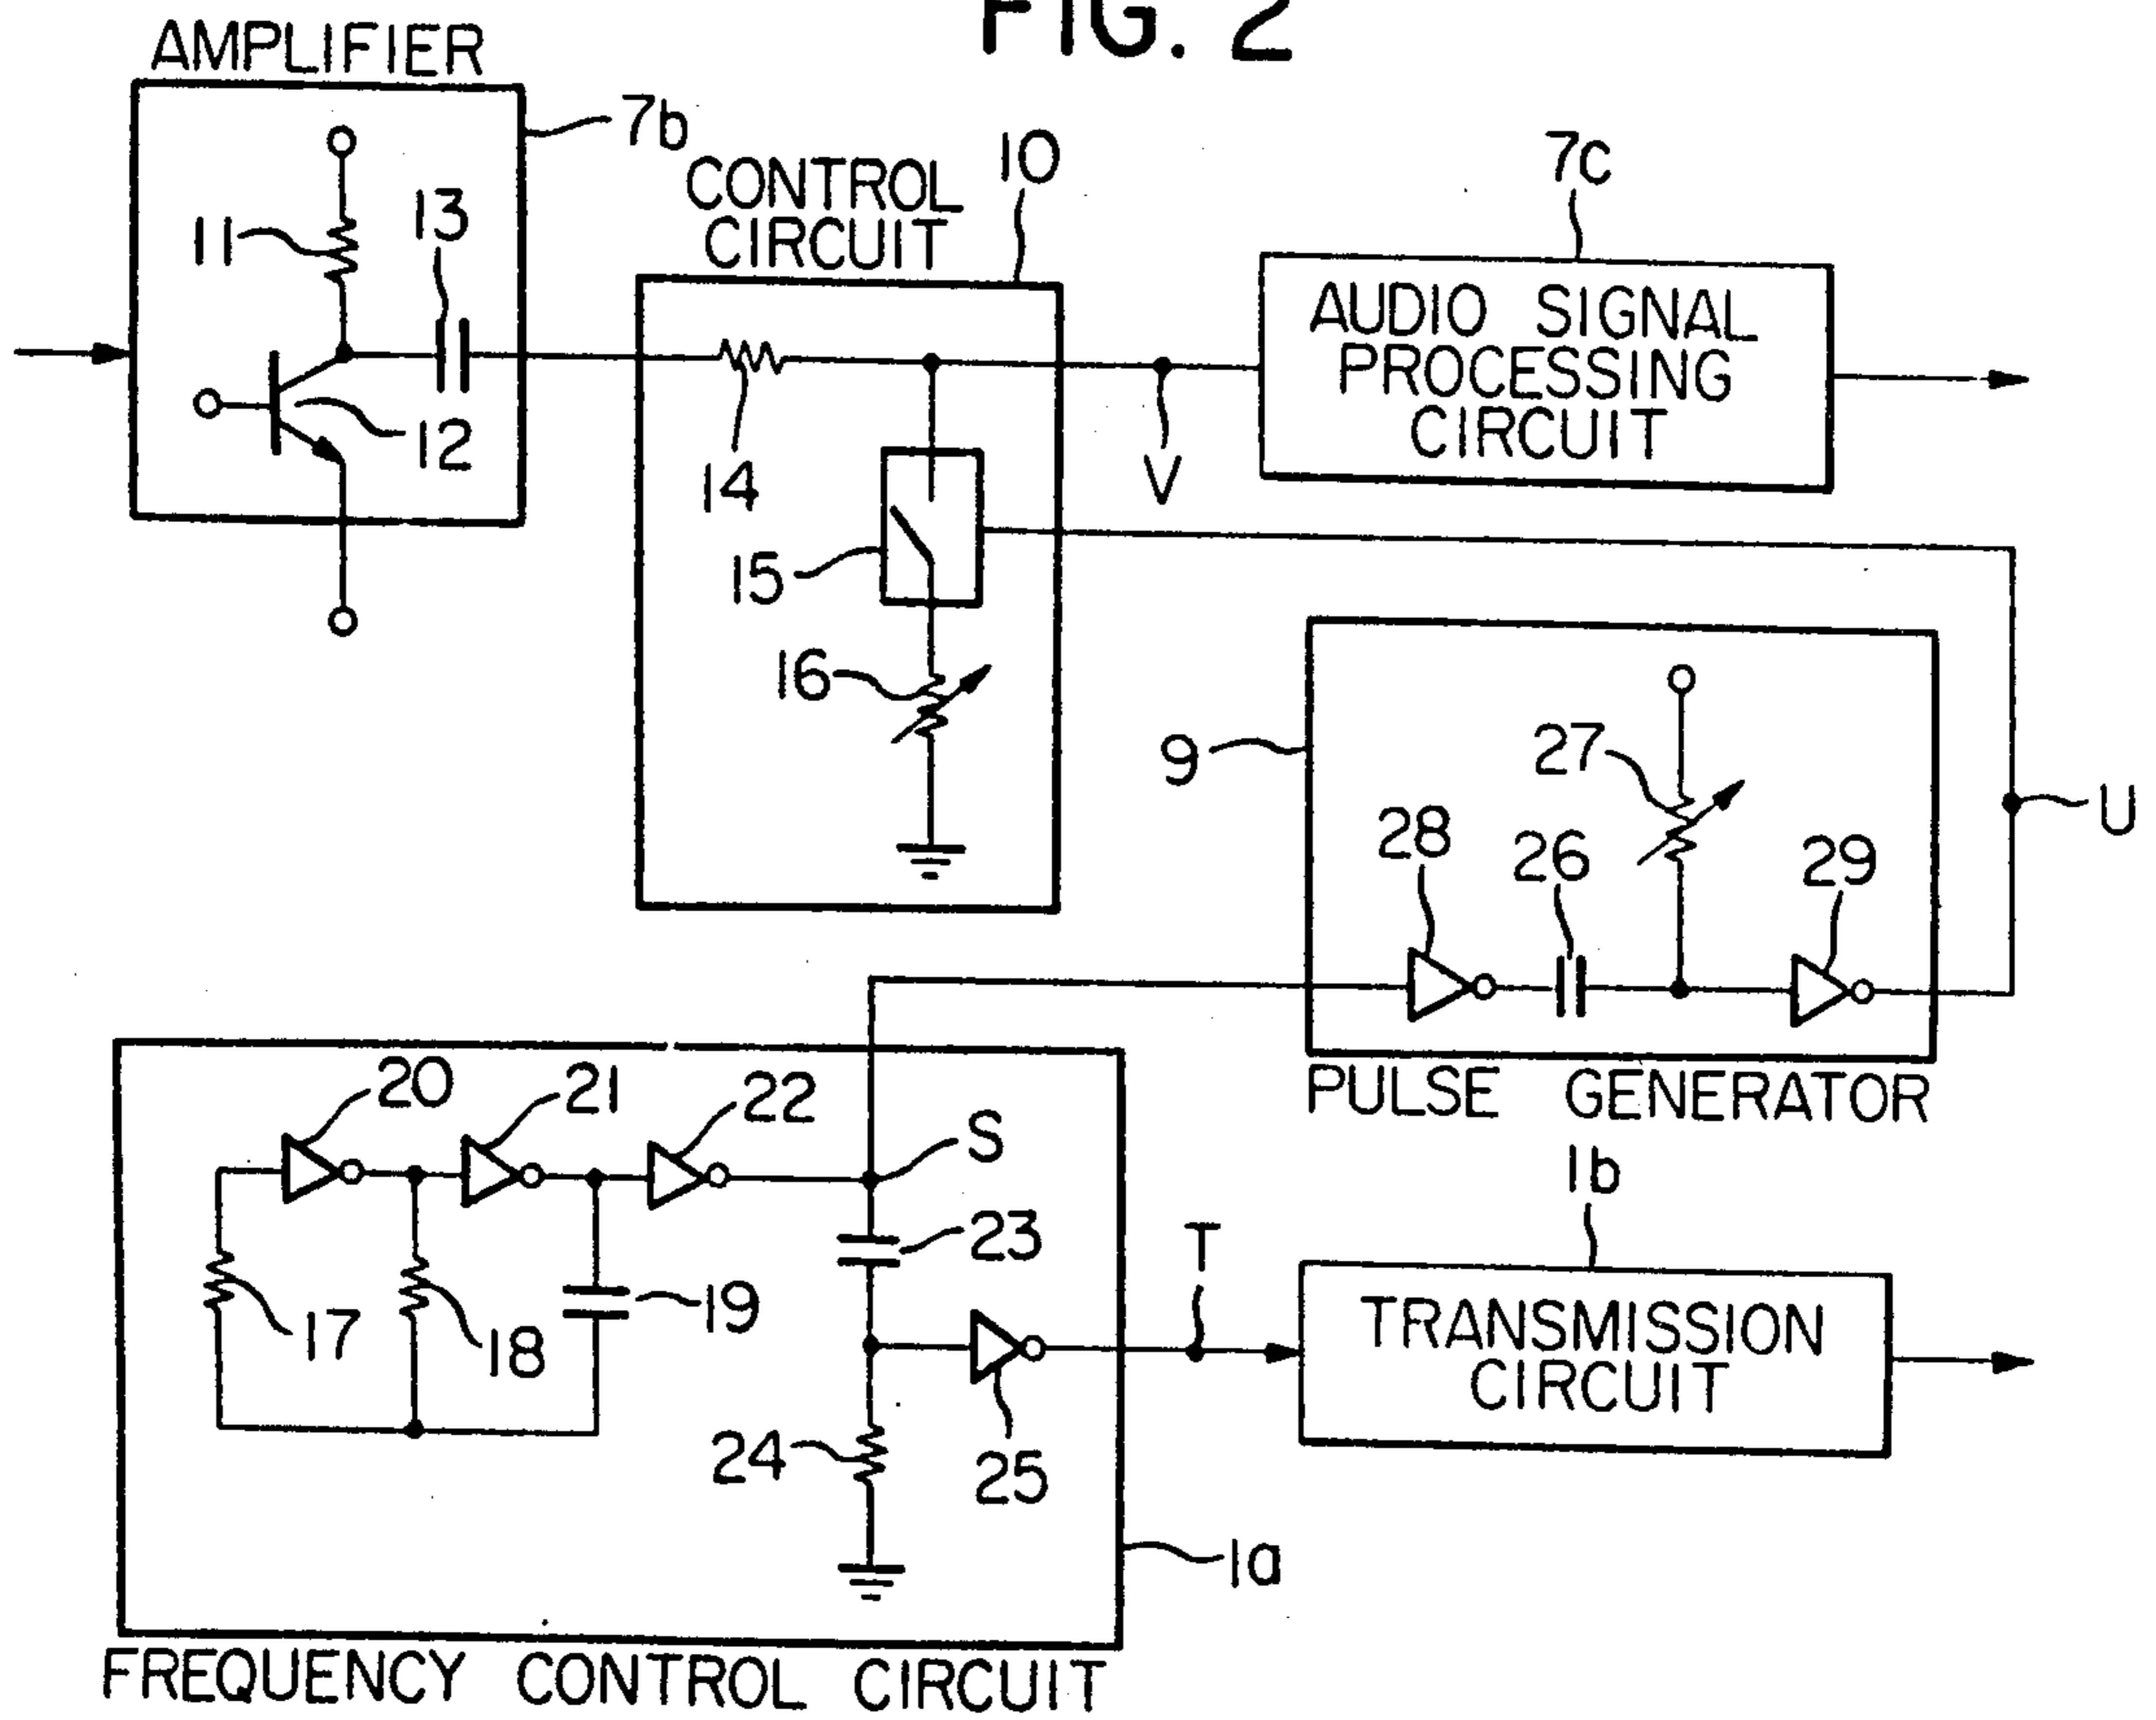 FIG. 2
AMPLIFIER
7b
11
13
12
CONTROL
CIRCUIT
10
14
15
16
V
7c
AUDIO SIGNAL
PROCESSING
CIRCUIT
9
27
28
26
29
U
PULSE GENERATOR
20
21
22
S
23
17
18
19
24
25
T
1b
TRANSMISSION
CIRCUIT
1a
FREQUENCY CONTROL CIRCUIT